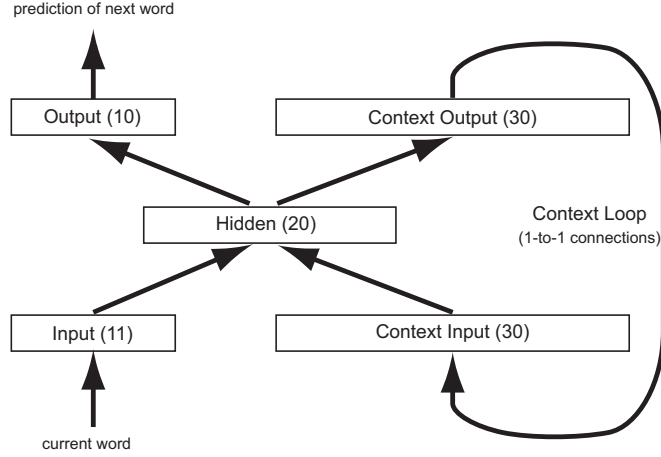 prediction of next word
Output (10)
Context Output (30)
Hidden (20)
Context Loop
(1-to-1 connections)
Input (11)
Context Input (30)
current word